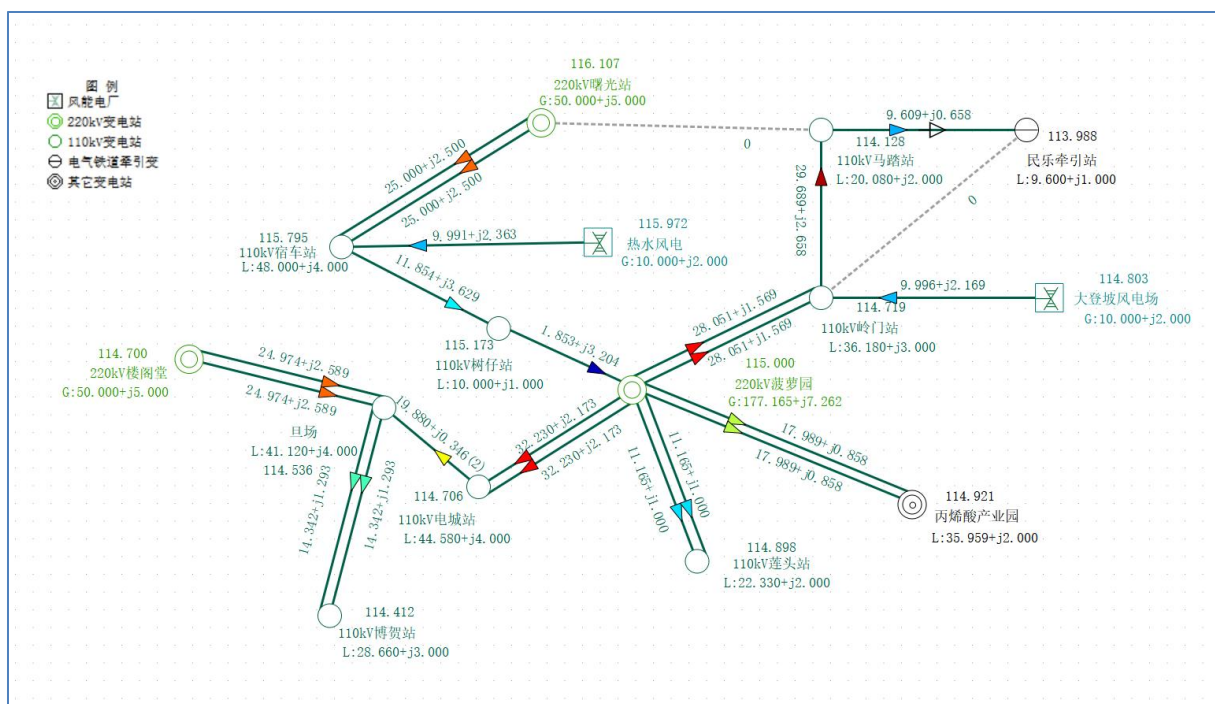 图 例
风能电厂
220kV变电站
110kV变电站
电气铁道牵引变
其它变电站
116.107
220kV曙光站
G:50.000+j5.000
25.000+j2.500
25.000+j2.500
0
9.609+j0.658
114.128
110kV马踏站
L:20.080+j2.000
113.988
民乐牵引站
L:9.600+j1.000
0
29.689+j2.658
115.795
110kV宿车站
L:48.000+j4.000
9.991+j2.363
115.972
热水风电
G:10.000+j2.000
11.854+j3.629
115.173
110kV树仔站
L:10.000+j1.000
1.853+j3.204
28.051+j1.569
28.051+j1.569
9.996+j2.169
114.719
110kV岭门站
L:36.180+j3.000
114.803
大登坡风电场
G:10.000+j2.000
115.000
220kV菠萝园
G:177.165+j7.262
114.700
220kV楼阁堂
G:50.000+j5.000
24.974+j2.589
24.974+j2.589
旦场
L:41.120+j4.000
114.536
19.880+j0.346(2)
32.230+j2.173
32.230+j2.173
11.165+j1.000
11.165+j1.000
17.989+j0.858
17.989+j0.858
114.921
丙烯酸产业园
L:35.959+j2.000
114.706
110kV电城站
L:44.580+j4.000
14.342+j1.293
14.342+j1.293
114.898
110kV莲头站
L:22.330+j2.000
114.412
110kV博贺站
L:28.660+j3.000